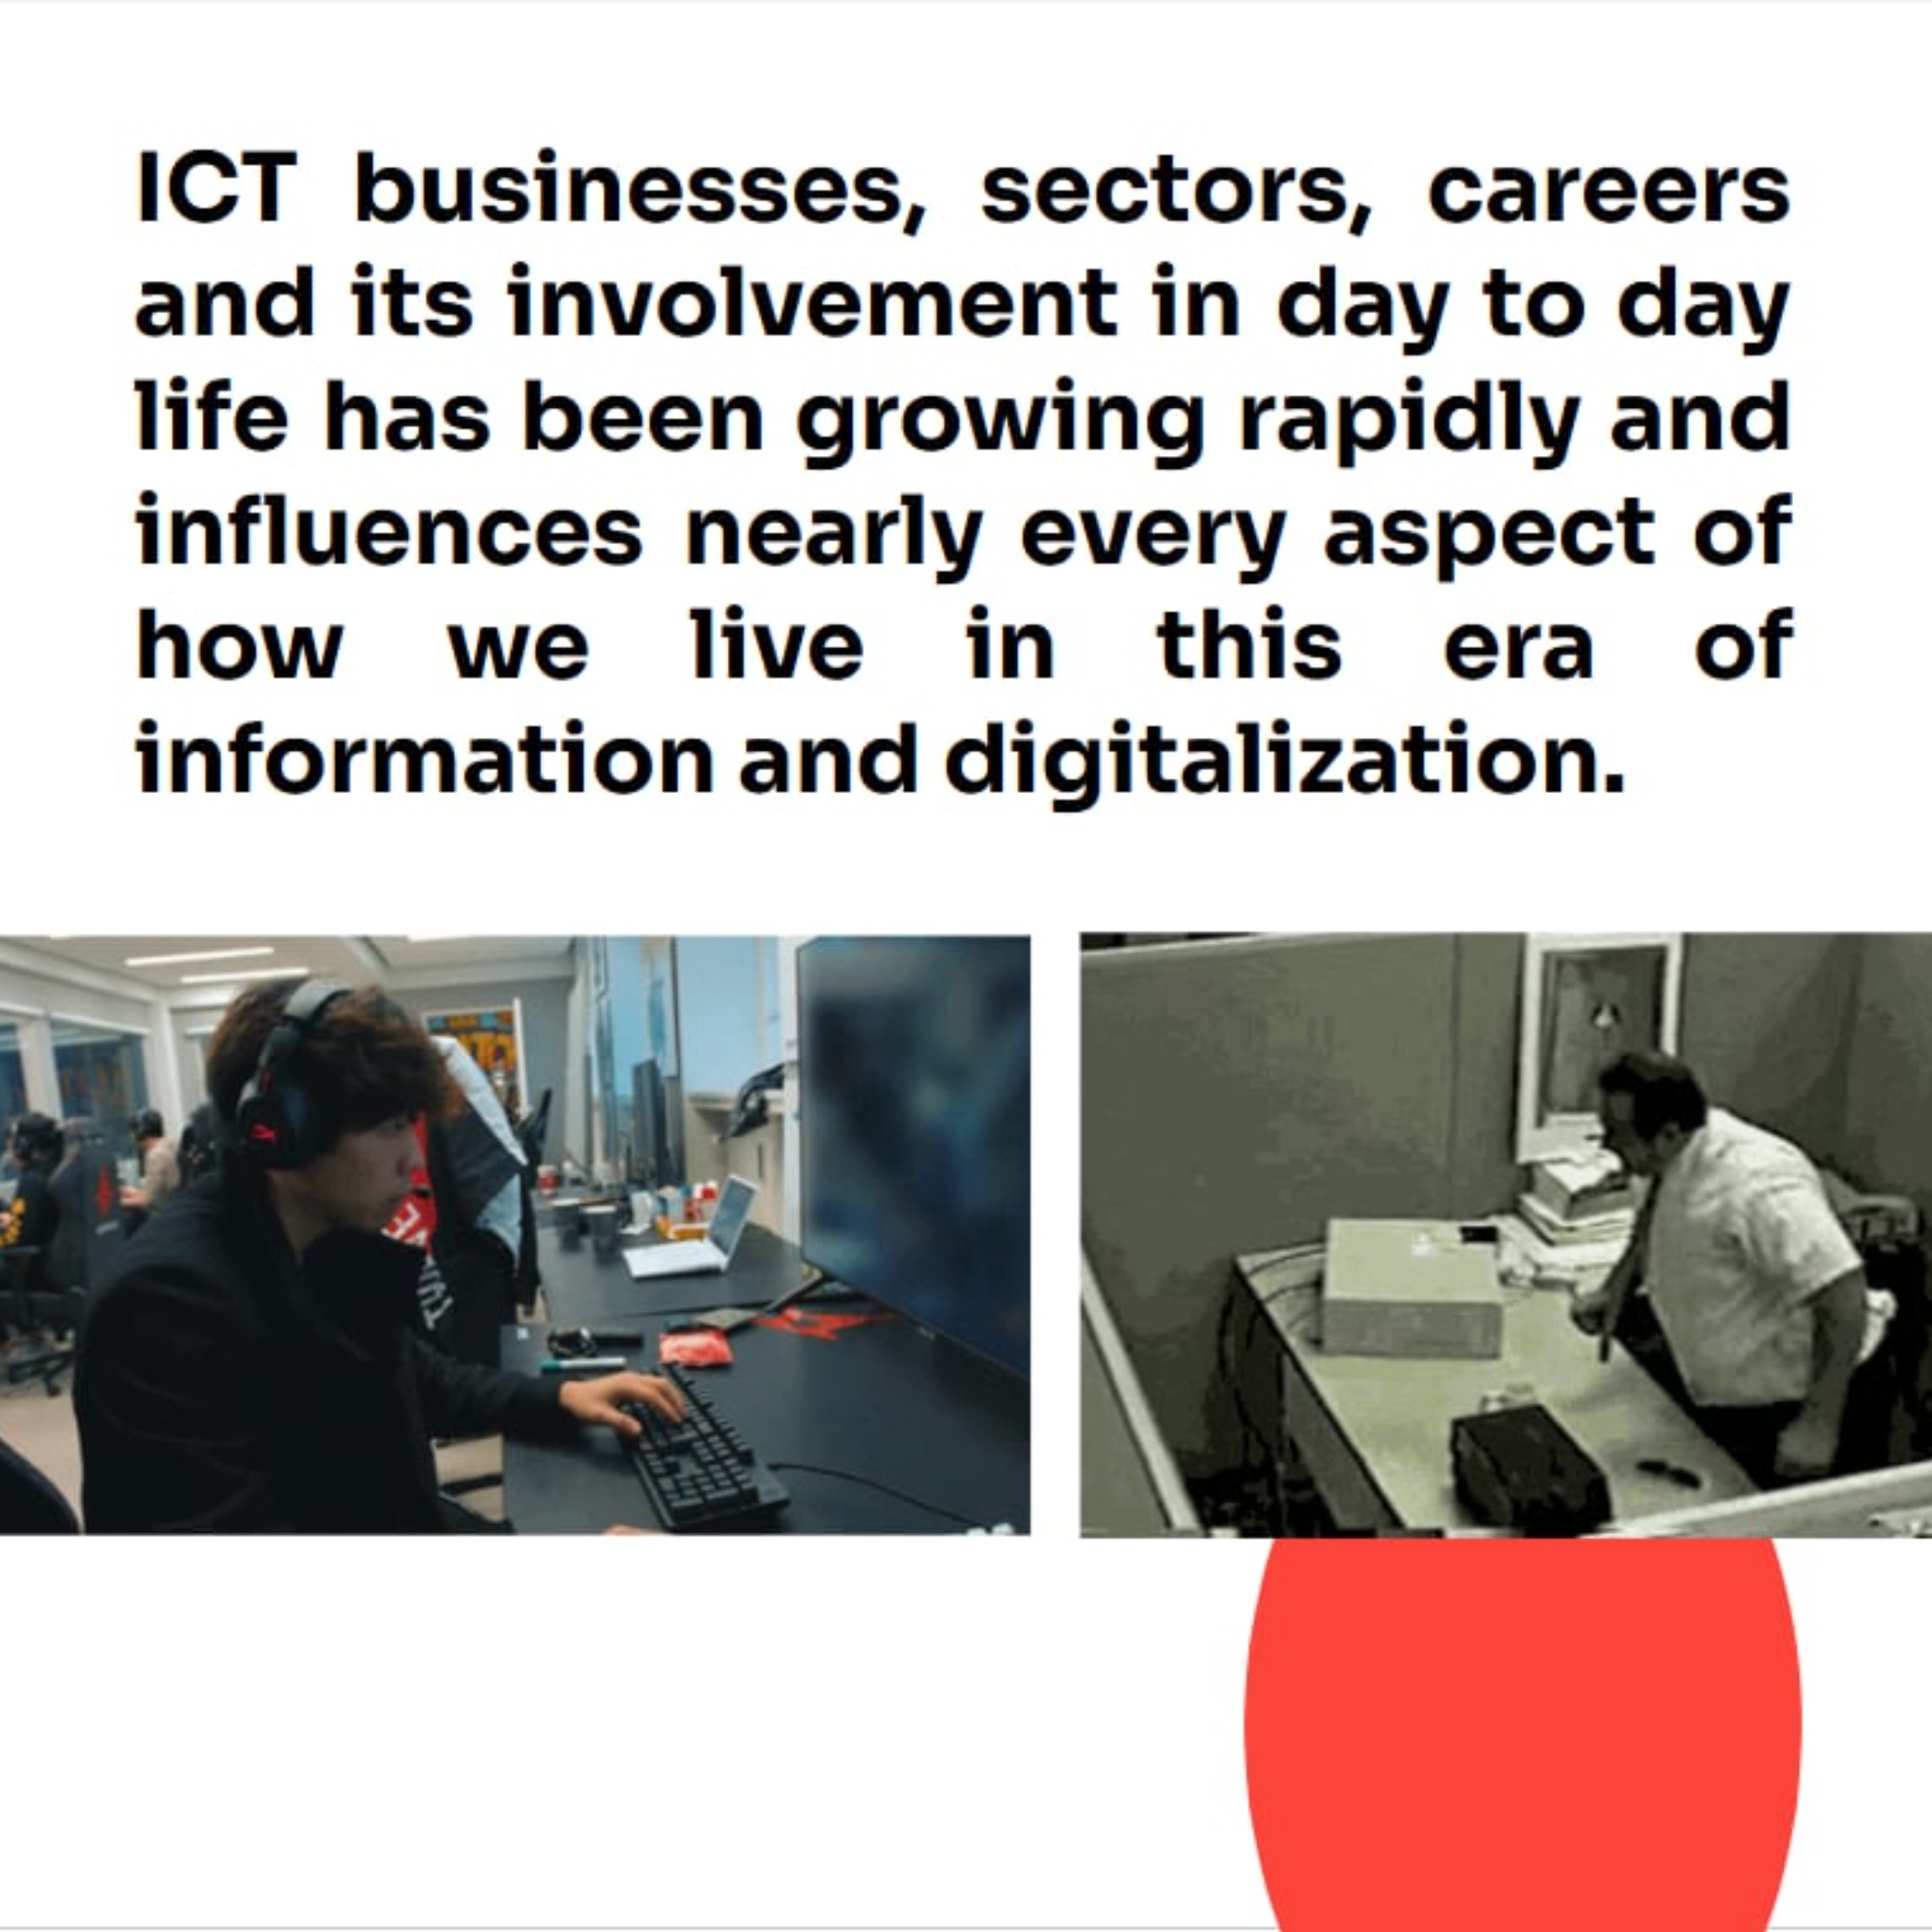 ICT businesses, sectors, careers
and its involvement in day to day
life has been growing rapidly and
influences nearly every aspect of
how we live in this era of
information and digitalization.